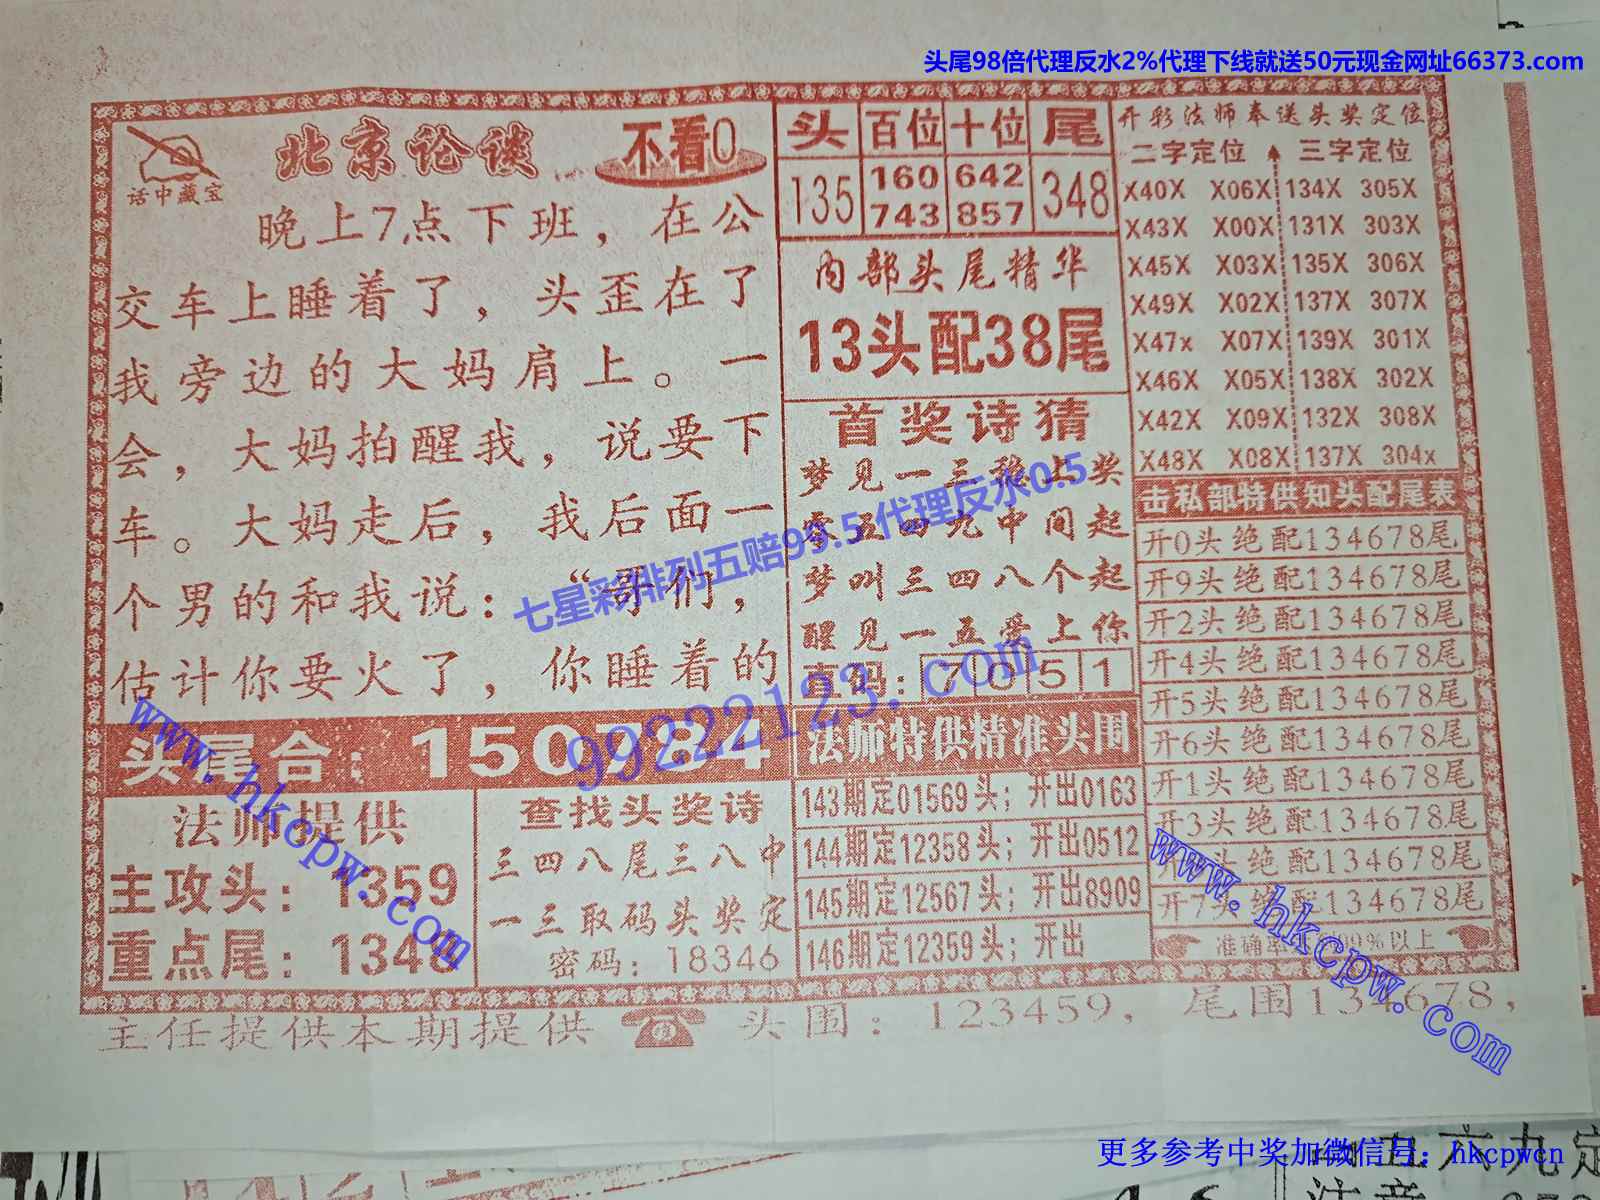 头尾98倍代理反水2%代理下线就送50元现金网址66373.com
话中藏宝
北京论谈
不看0
晚上7点下班，在公
交车上睡着了，头歪在了
我旁边的大妈肩上。一
会，大妈拍醒我，说要下
车。大妈走后，我后面一
个男的和我说：“哥们，
估计你要火了，你睡着的
头尾合：150784
法师提供
主攻头：1359
重点尾：1348
查找头奖诗
三四八尾三八中
一三取码头奖定
密码：18346
头 百位 十位 尾
135 160 642 348
743 857
内部头尾精华
13头配38尾
首奖诗猜
梦见一三稳上奖
零五四九中间起
梦叫三四八个起
醒见一五爱上你
直码：7 0 5 1
法师特供精准头围
143期定01569头；开出0163
144期定12358头；开出0512
145期定12567头；开出8909
146期定12359头；开出
开彩法师奉送头奖定位
二字定位 三字定位
X40X X06X 134X 305X
X43X X00X 131X 303X
X45X X03X 135X 306X
X49X X02X 137X 307X
X47x X07X 139X 301X
X46X X05X 138X 302X
X42X X09X 132X 308X
X48X X08X 137X 304x
击私部特供知头配尾表
开0头绝配134678尾
开9头绝配134678尾
开2头绝配134678尾
开4头绝配134678尾
开5头绝配134678尾
开6头绝配134678尾
开1头绝配134678尾
开3头绝配134678尾
开 头绝配134678尾
开7头绝配134678尾
准确率 99%以上
主任提供本期提供 头围：123459，尾围134678，
七星彩排列五赔99.5代理反水0.5
99222123.com
www.hkcpw.com
www.hkcpw.com
更多参考中奖加微信号：hkcpwcn
五六九定